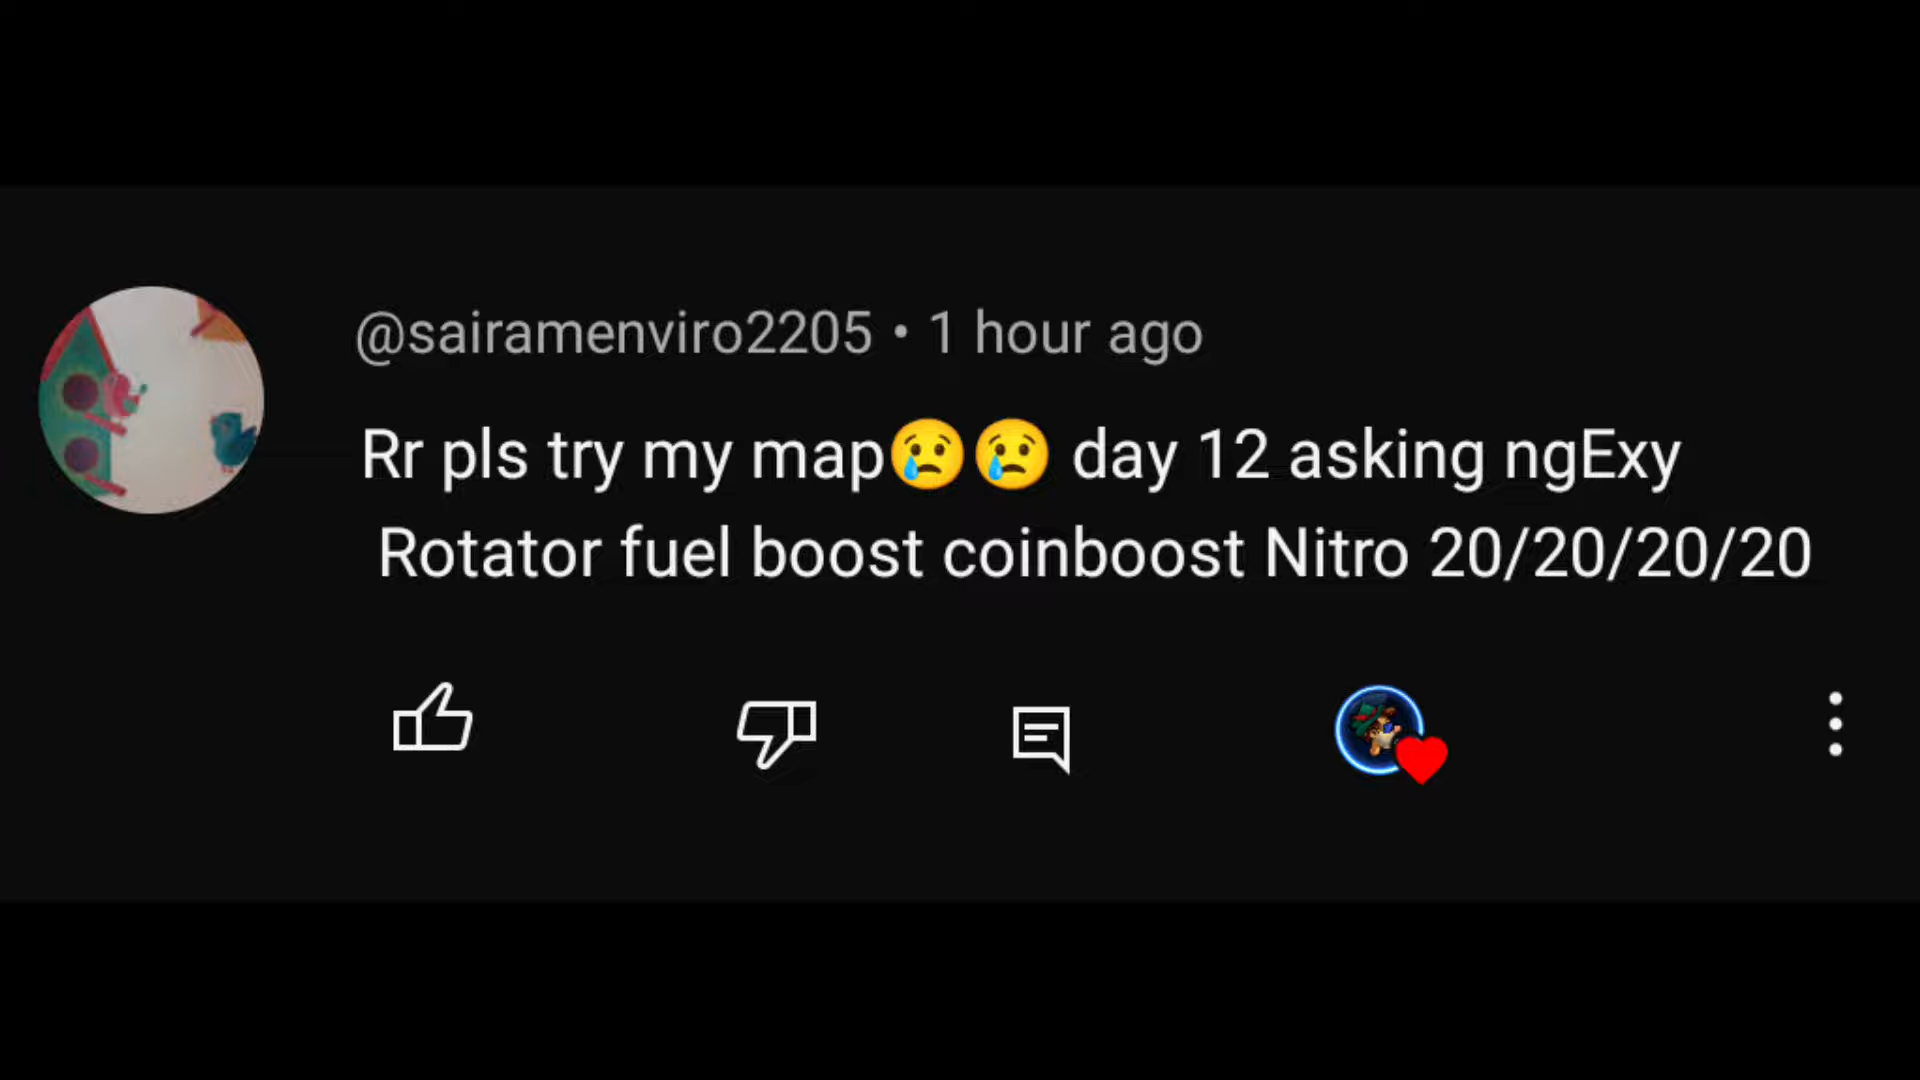 @sairamenviro2205 • 1 hour ago
Rr pls try my map😢😢 day 12 asking ngExy
Rotator fuel boost coinboost Nitro 20/20/20/20